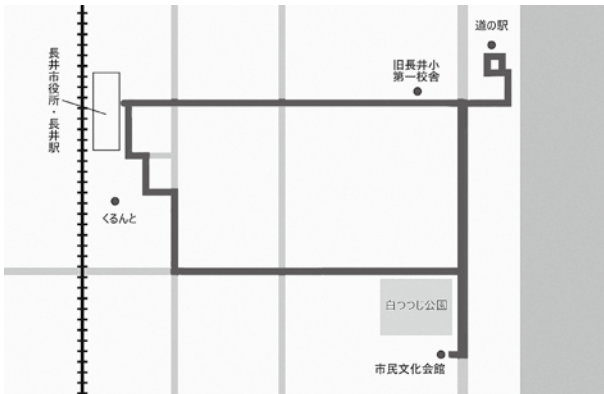 道の駅
旧長井小
第一校舎
長井市役所・長井駅
くるんと
白つつじ公園
市民文化会館